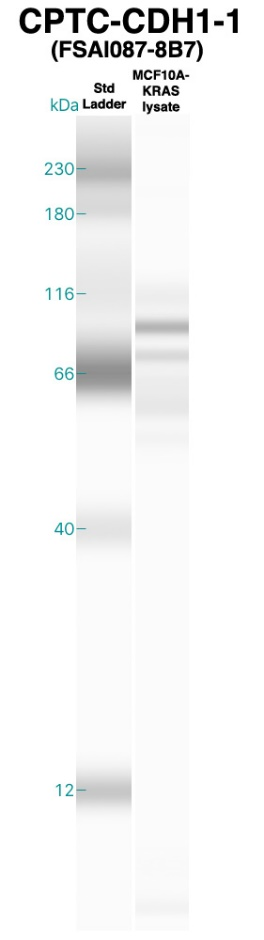 CPTC-CDH1-1
(FSAI087-8B7)
kDa
Std
Ladder
MCF10A-
KRAS
lysate
230
180
116
66
40
12